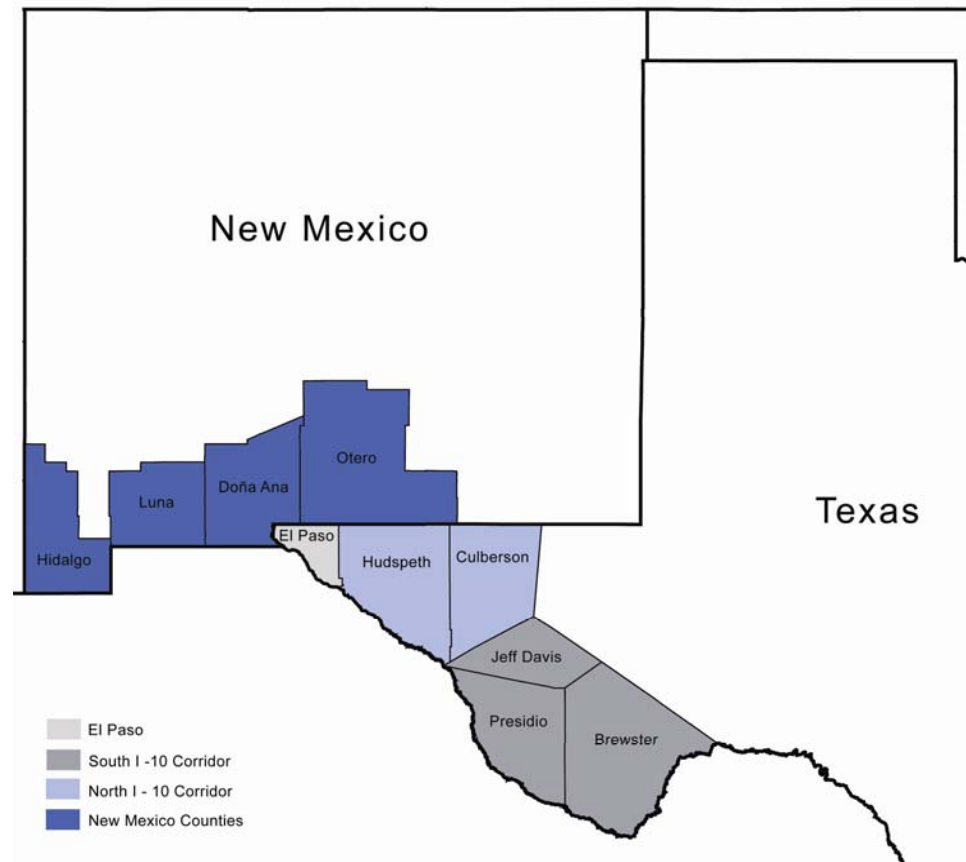 New Mexico
Otero
Doña Ana
Luna
Texas
El Paso
Hidalgo
Hudspeth
Culberson
Jeff Davis
Presidio
Brewster
El Paso
South I -10 Corridor
North I - 10 Corridor
New Mexico Counties